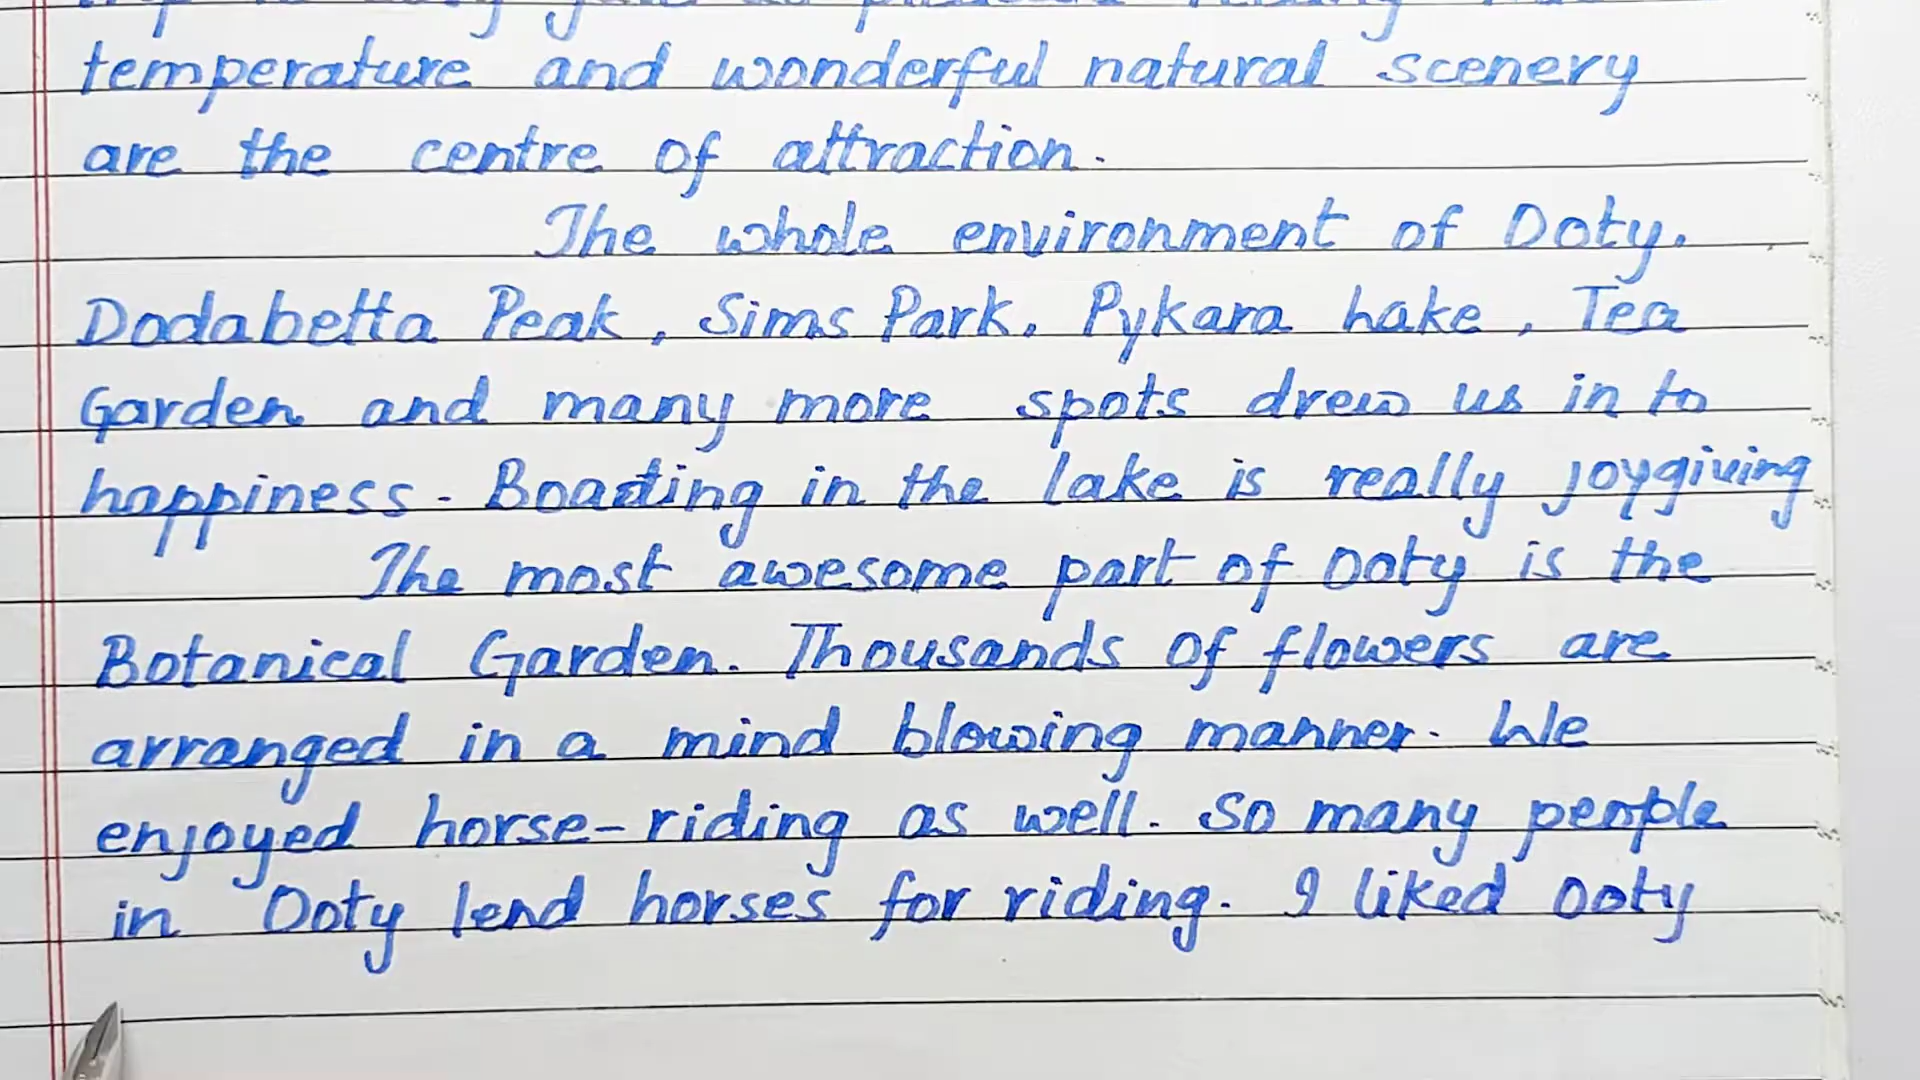 temperature and wonderful natural scenery
are the centre of attraction.
The whole environment of Ooty.
Dodabetta Peak, Sims Park, Pykara Lake, Tea
Garden and many more spots drew us in to
happiness. Boating in the lake is really joygiving
The most awesome part of Ooty is the
Botanical Garden. Thousands of flowers are
arranged in a mind blowing manner. We
enjoyed horse-riding as well. So many people
in Ooty lend horses for riding. I liked Ooty